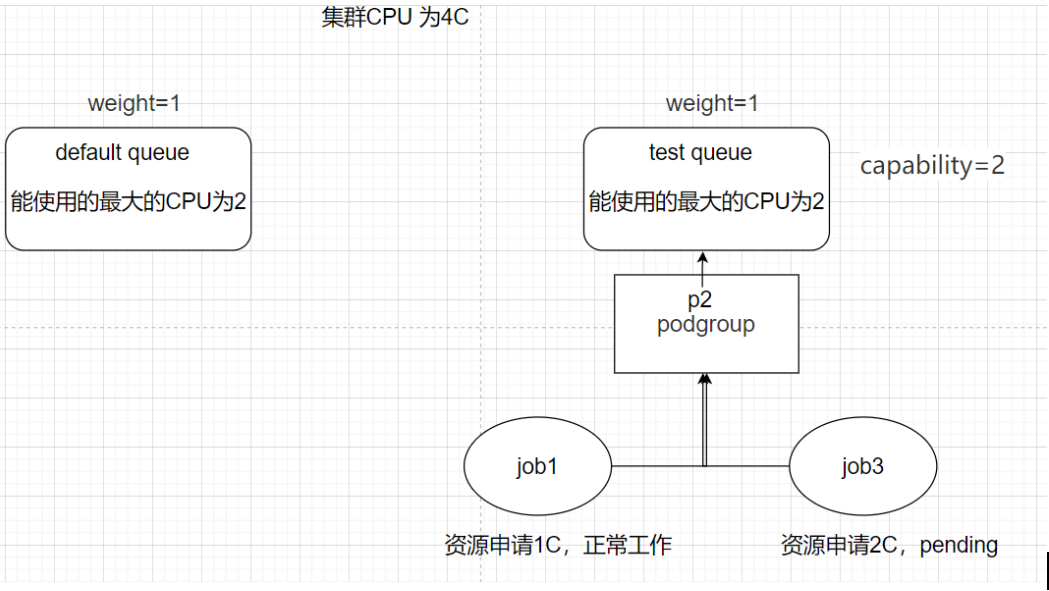 集群CPU 为4C
weight=1
default queue
能使用的最大的CPU为2
weight=1
test queue
能使用的最大的CPU为2
capability=2
p2
podgroup
job1
job3
资源申请1C，正常工作
资源申请2C，pending